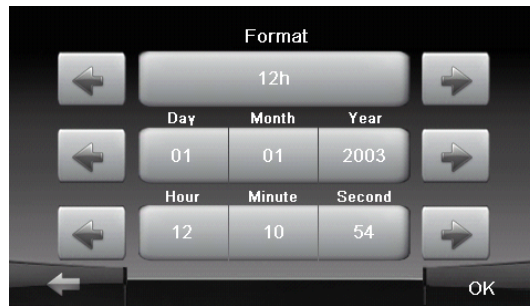 Format
12h
Day Month Year
01 01 2003
Hour Minute Second
12 10 54
OK